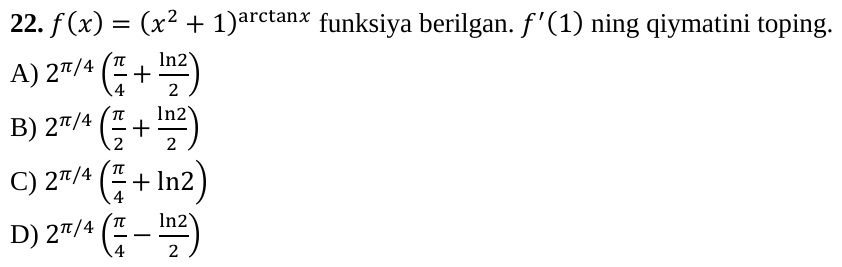 22. f(x) = (x² + 1)^arctanx funksiya berilgan. f′(1) ning qiymatini toping.
A) 2^π/4 (π/4 + ln2/2)
B) 2^π/4 (π/2 + ln2/2)
C) 2^π/4 (π/4 + ln2)
D) 2^π/4 (π/4 − ln2/2)